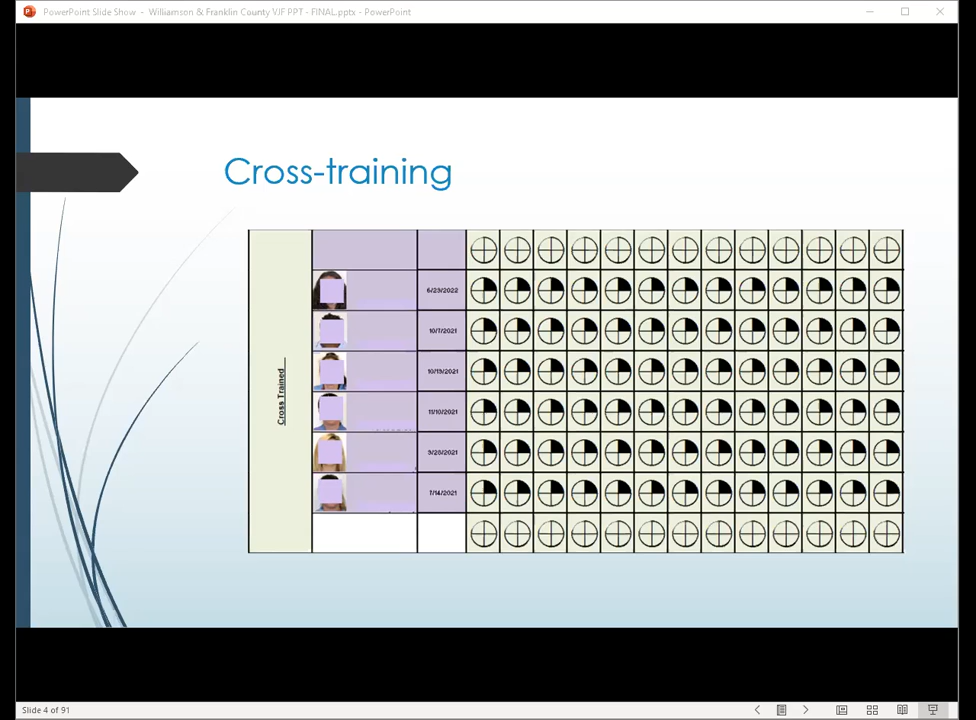 PowerPoint Slide Show - Williamson & Franklin County VJF PPT - FINAL.pptx - PowerPoint
Cross-training
Cross Trained
6/23/2022
10/7/2021
10/19/2021
11/10/2021
9/28/2021
7/14/2021
Slide 4 of 91